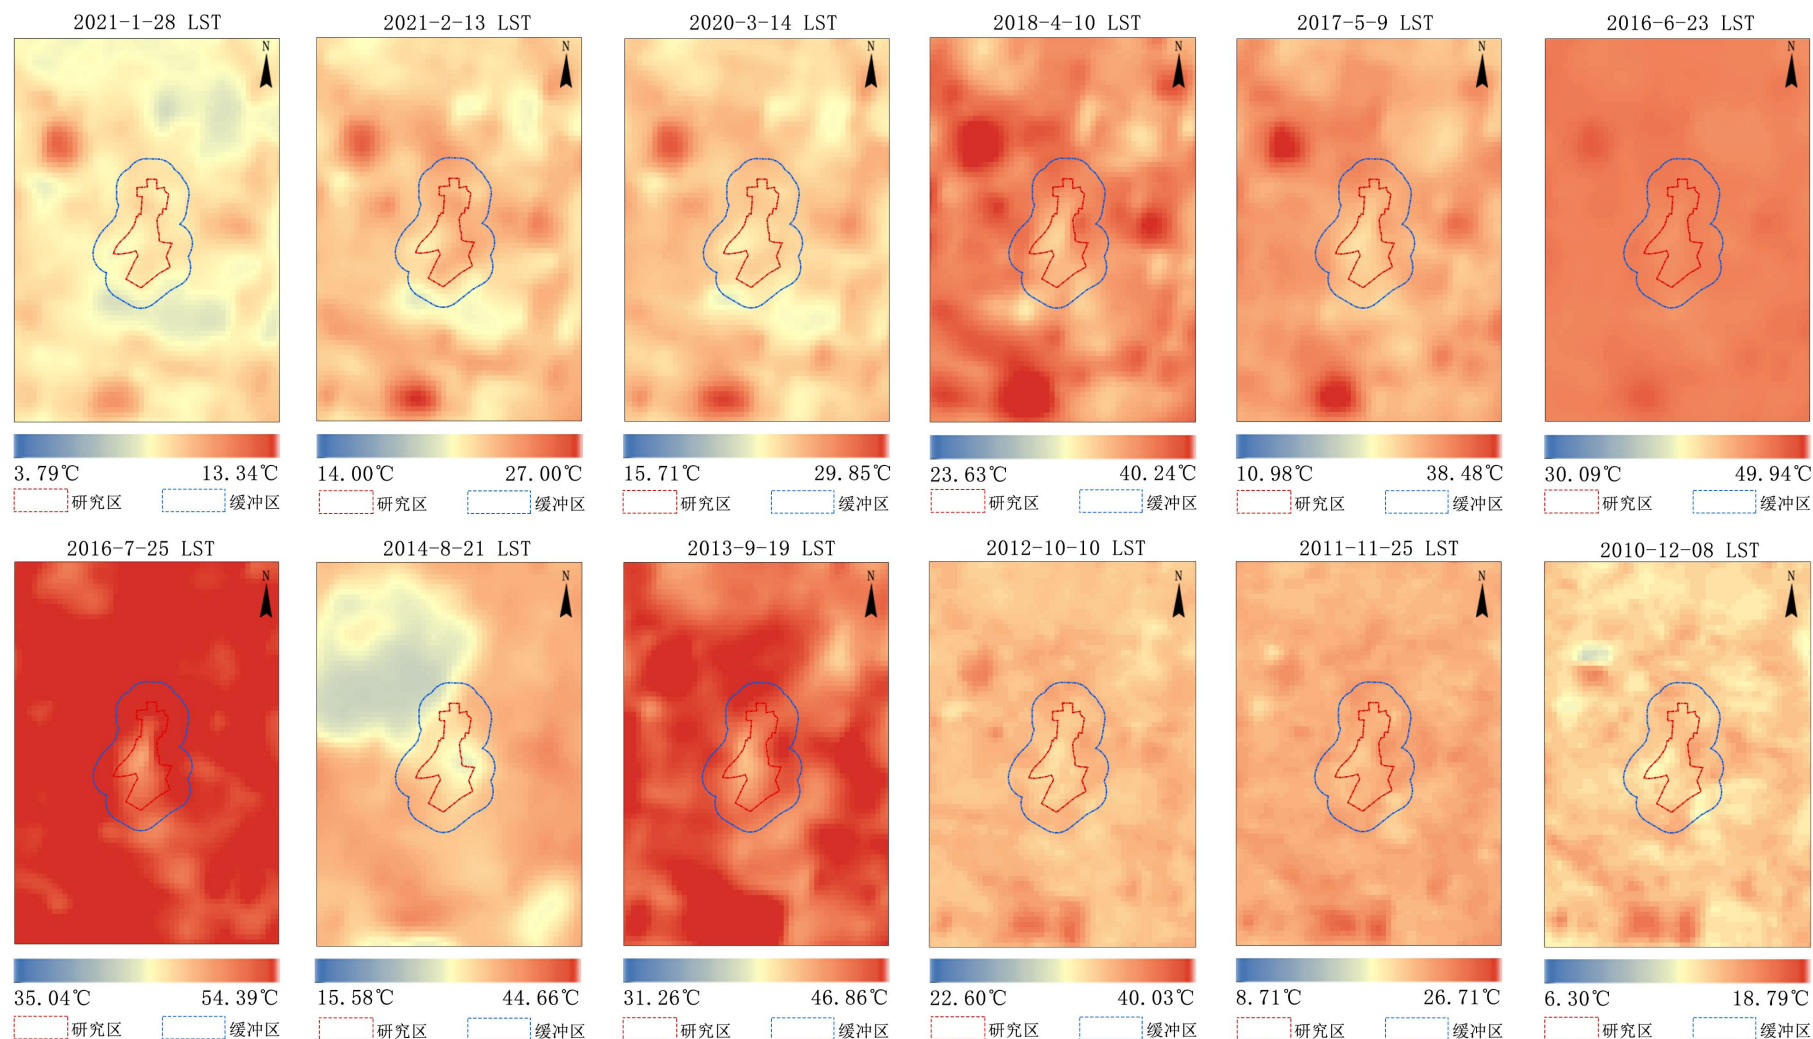 2021-1-28 LST
2021-2-13 LST
2020-3-14 LST
2018-4-10 LST
2017-5-9 LST
2016-6-23 LST
N
N
N
N
N
N
3.79℃ 13.34℃
14.00℃ 27.00℃
15.71℃ 29.85℃
23.63℃ 40.24℃
10.98℃ 38.48℃
30.09℃ 49.94℃
研究区 缓冲区
研究区 缓冲区
研究区 缓冲区
研究区 缓冲区
研究区 缓冲区
研究区 缓冲区
2016-7-25 LST
2014-8-21 LST
2013-9-19 LST
2012-10-10 LST
2011-11-25 LST
2010-12-08 LST
N
N
N
N
N
N
35.04℃ 54.39℃
15.58℃ 44.66℃
31.26℃ 46.86℃
22.60℃ 40.03℃
8.71℃ 26.71℃
6.30℃ 18.79℃
研究区 缓冲区
研究区 缓冲区
研究区 缓冲区
研究区 缓冲区
研究区 缓冲区
研究区 缓冲区